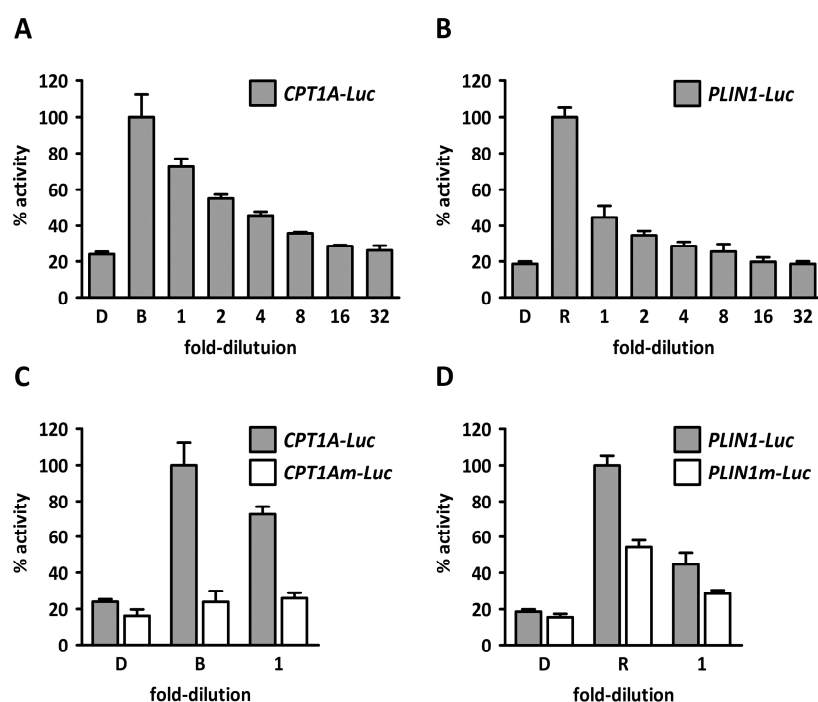 A
B
120
100
80
60
40
20
0
% activity
CPT1A-Luc
D B 1 2 4 8 16 32
fold-dilutuion
120
100
80
60
40
20
0
% activity
PLIN1-Luc
D R 1 2 4 8 16 32
fold-dilution
C
D
120
100
80
60
40
20
0
% activity
CPT1A-Luc
CPT1Am-Luc
D B 1
fold-dilution
120
100
80
60
40
20
0
% activity
PLIN1-Luc
PLIN1m-Luc
D R 1
fold-dilution